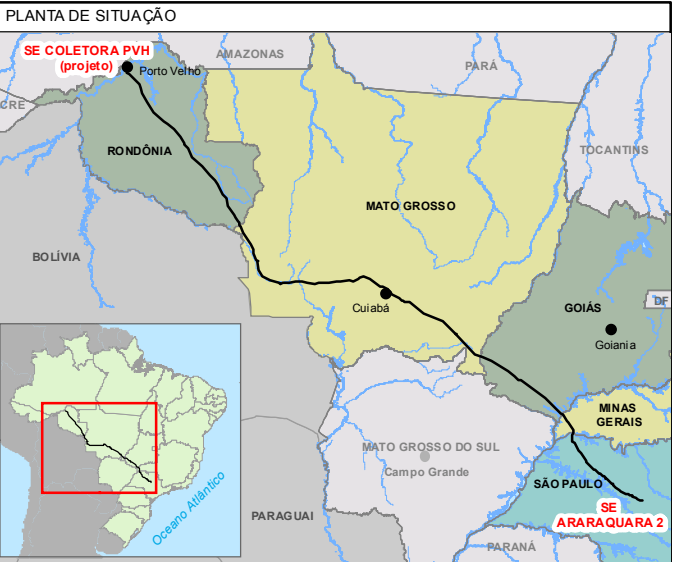 PLANTA DE SITUAÇÃO
SE COLETORA PVH
(projeto)
AMAZONAS
Porto Velho
PARÁ
CRE
TOCANTINS
RONDÔNIA
MATO GROSSO
BOLÍVIA
Cuiabá
GOIÁS
DF
Goiania
MINAS
GERAIS
MATO GROSSO DO SUL
Campo Grande
SÃO PAULO
SE
ARARAQUARA 2
PARAGUAI
PARANÁ
Oceano Atlântico